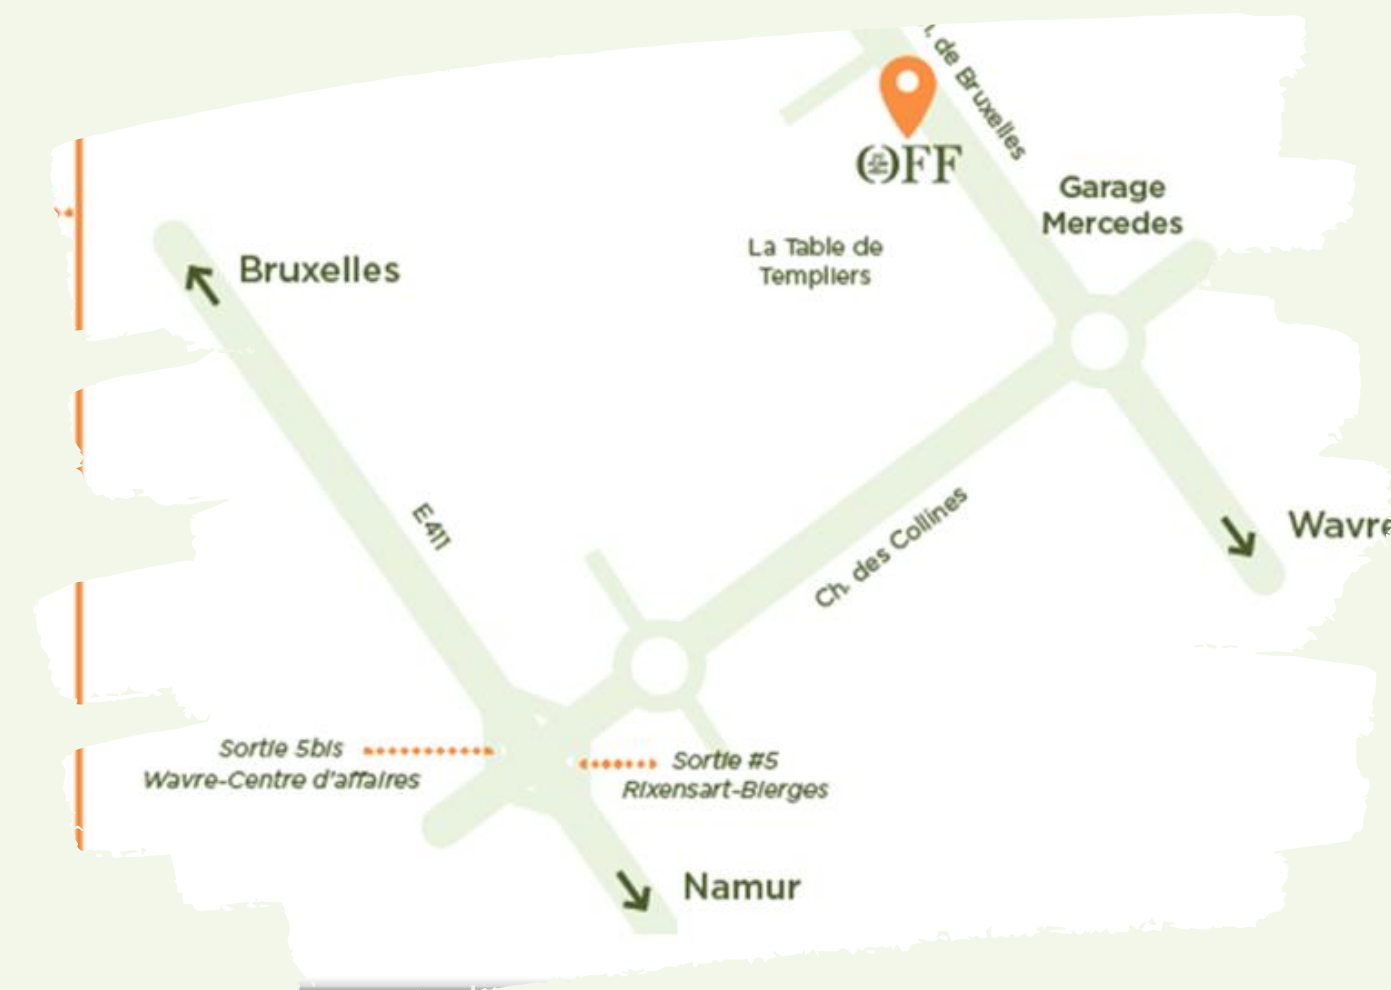 . de Bruxelles
OFF
Garage
Mercedes
La Table de
Templiers
Bruxelles
E411
Ch. des Collines
Wavre
Sortie 5bis
Wavre-Centre d'affaires
Sortie #5
Rixensart-Bierges
Namur